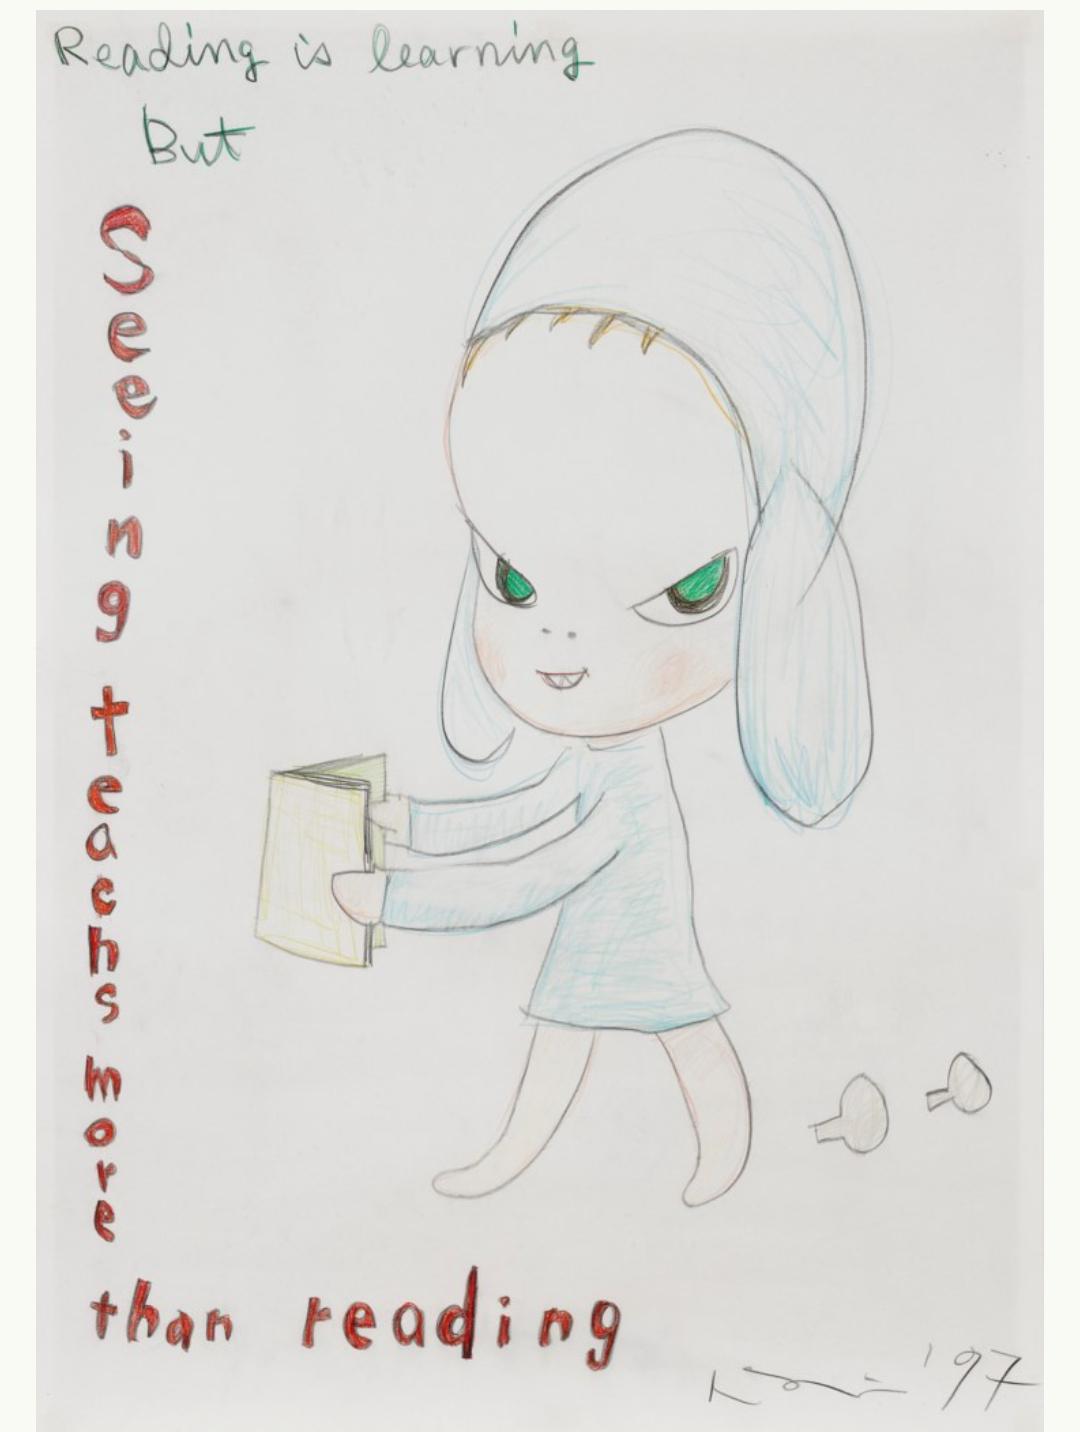 Reading is learning
But
Seeing teachs more
than reading
'97